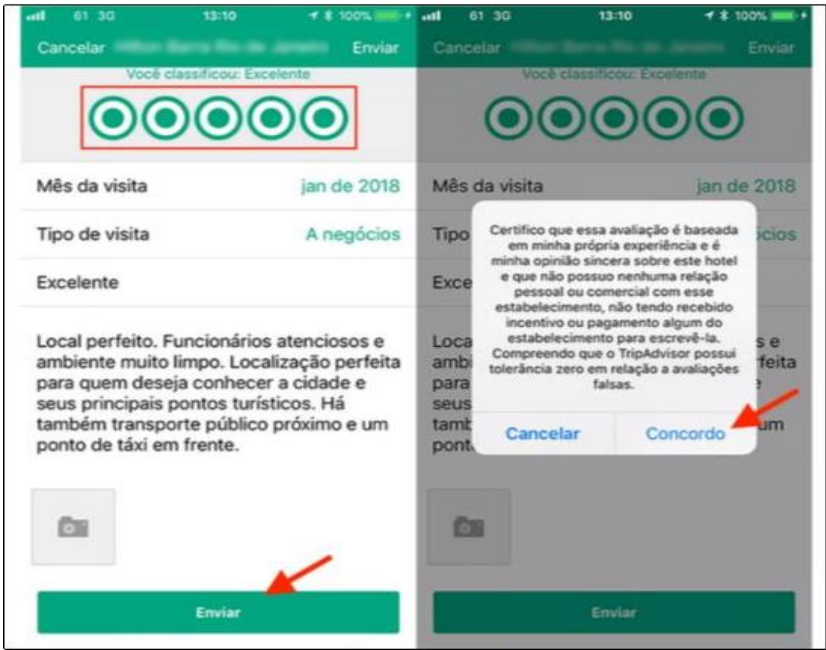 61 3G 13:10 100%
Cancelar Enviar
Você classificou: Excelente
Mês da visita jan de 2018
Tipo de visita A negócios
Excelente
Local perfeito. Funcionários atenciosos e
ambiente muito limpo. Localização perfeita
para quem deseja conhecer a cidade e
seus principais pontos turísticos. Há
também transporte público próximo e um
ponto de táxi em frente.
Enviar
61 3G 13:10 100%
Cancelar Enviar
Você classificou: Excelente
Mês da visita jan de 2018
Tipo
Certifico que essa avaliação é baseada
em minha própria experiência e é
minha opinião sincera sobre este hotel
e que não possuo nenhuma relação
pessoal ou comercial com esse
estabelecimento, não tendo recebido
incentivo ou pagamento algum do
estabelecimento para escrevê-la.
Compreendo que o TripAdvisor possui
tolerância zero em relação a avaliações
falsas.
Cancelar Concordo
Enviar